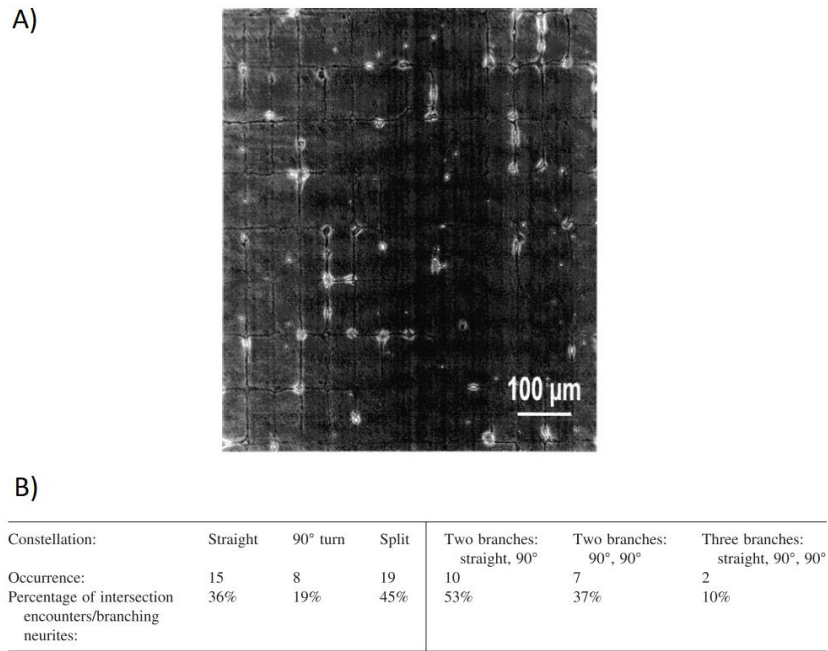 A)
100 µm
B)
Constellation: Straight 90° turn Split Two branches: straight, 90° Two branches: 90°, 90° Three branches: straight, 90°, 90°
Occurrence: 15 8 19 10 7 2
Percentage of intersection encounters/branching neurites: 36% 19% 45% 53% 37% 10%